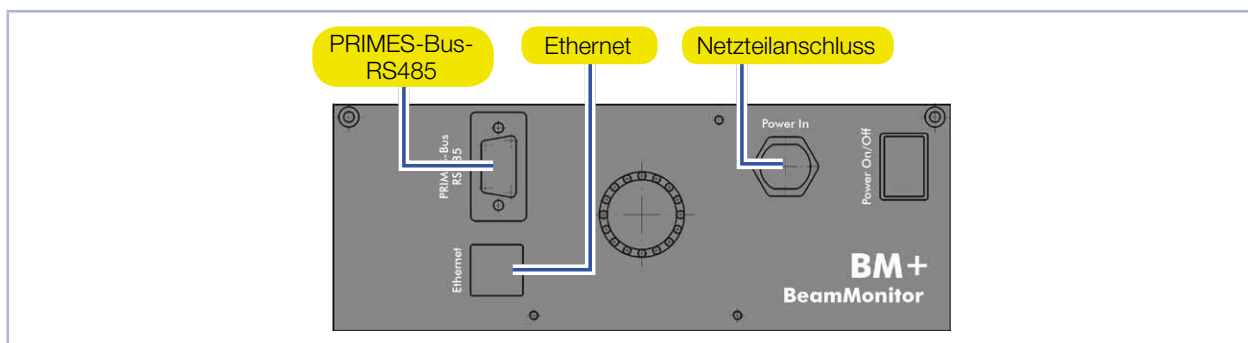 PRIMES-Bus-
RS485
Ethernet
Netzteilanschluss
PRIMES-Bus
RS485
Ethernet
Power In
Power On/Off
BM+
BeamMonitor